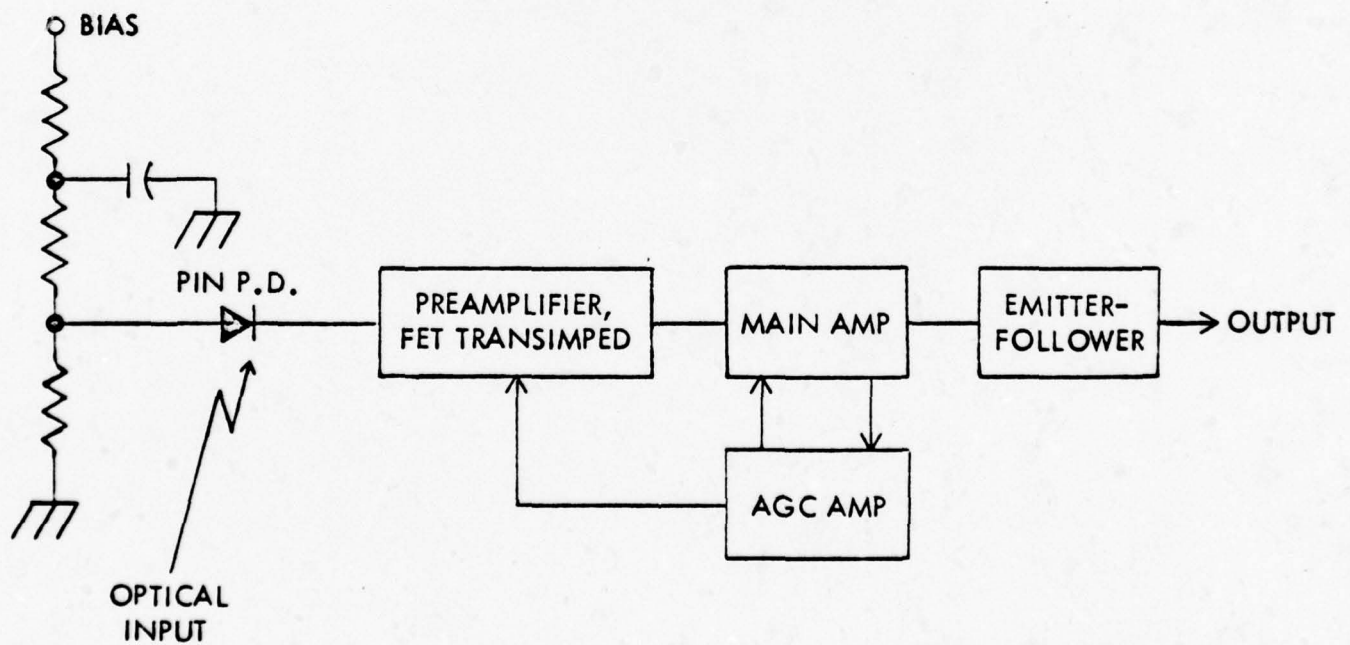 BIAS
PIN P.D.
PREAMPLIFIER,
FET TRANSIMPED
MAIN AMP
EMITTER-
FOLLOWER
OUTPUT
AGC AMP
OPTICAL
INPUT